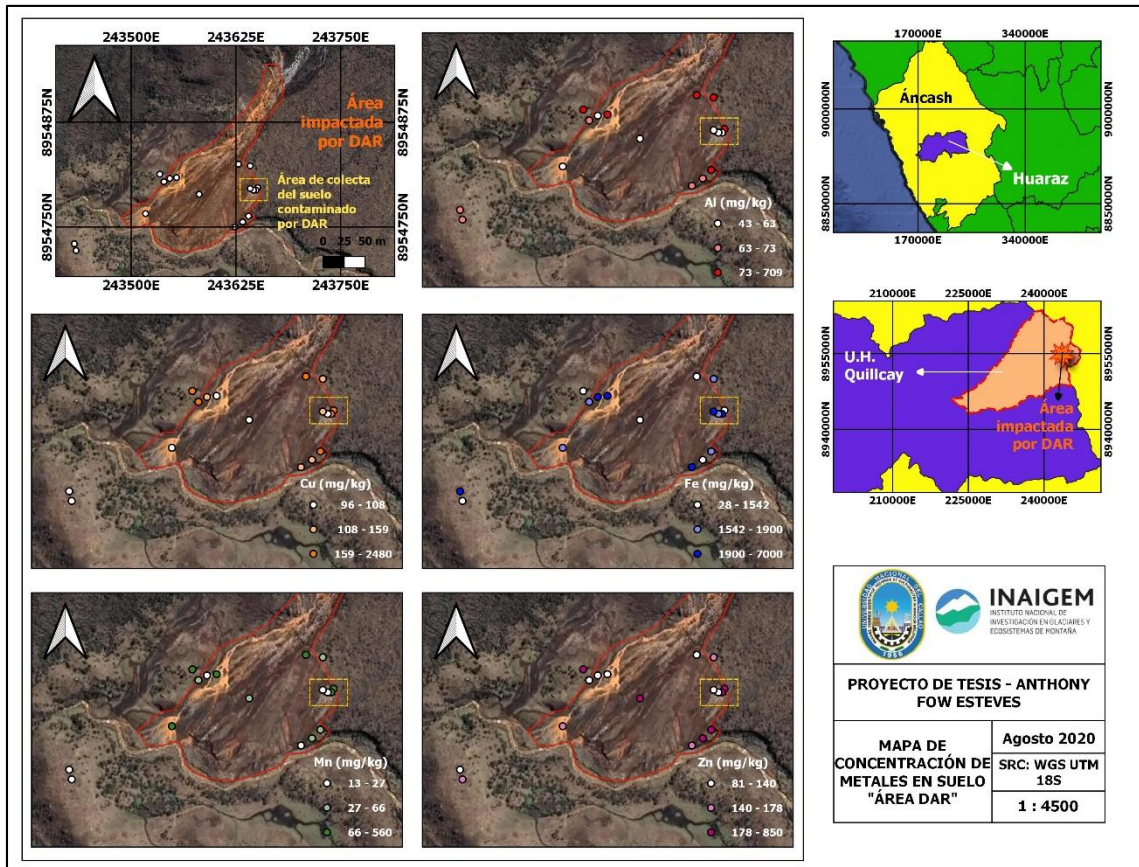 243500E 243625E 243750E
8954875N
8954750N
Área
impactada
por DAR
Área de colecta
del suelo
contaminado
por DAR
0 25 50 m
8954875N
8954750N
243500E 243625E 243750E
Al (mg/kg)
43 - 63
63 - 73
73 - 709
Cu (mg/kg)
96 - 108
108 - 159
159 - 2480
Fe (mg/kg)
28 - 1542
1542 - 1900
1900 - 7000
Mn (mg/kg)
13 - 27
27 - 66
66 - 560
Zn (mg/kg)
81 - 140
140 - 178
178 - 850
170000E 340000E
9000000N
8850000N
Áncash
Huaraz
9000000N
8850000N
170000E 340000E
210000E 225000E 240000E
8955000N
8940000N
U.H.
Quillcay
Área
impactada
por DAR
8955000N
8940000N
210000E 225000E 240000E
UNIVERSIDAD NACIONAL DEL CALLAO
1966
INAIGEM
INSTITUTO NACIONAL DE
INVESTIGACIÓN EN GLACIARES Y
ECOSISTEMAS DE MONTAÑA
PROYECTO DE TESIS - ANTHONY
FOW ESTEVES
MAPA DE
CONCENTRACIÓN DE
METALES EN SUELO
"ÁREA DAR"
Agosto 2020
SRC: WGS UTM
18S
1 : 4500